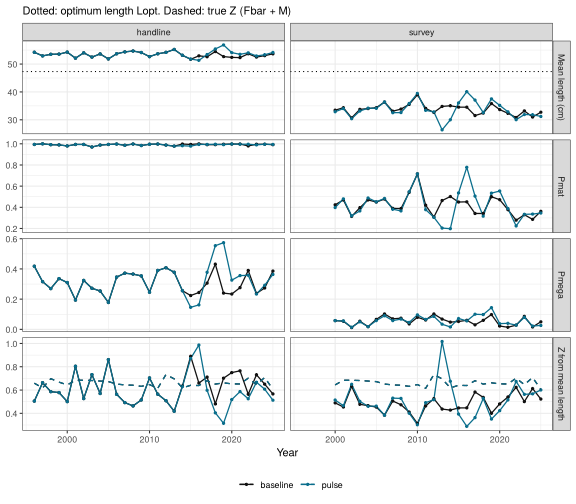 Dotted: optimum length Lopt. Dashed: true Z (Fbar + M)
handline
survey
50
40
30
Mean length (cm)
1.0
0.8
0.6
0.4
0.2
Pmat
0.6
0.4
0.2
0.0
Pmega
1.0
0.8
0.6
0.4
Z from mean length
2000
2010
2020
2000
2010
2020
Year
baseline
pulse